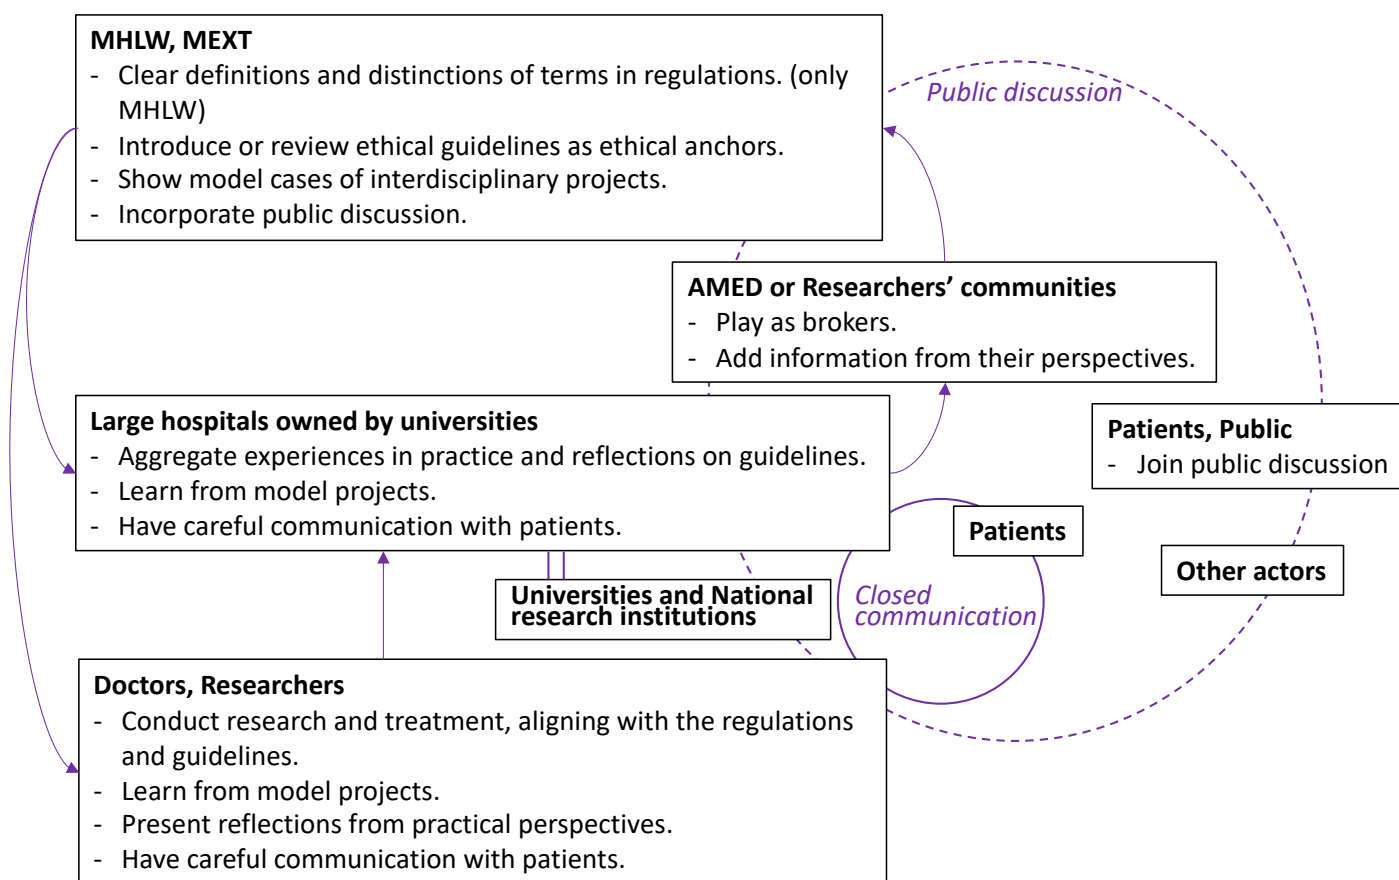 MHLW, MEXT
- Clear definitions and distinctions of terms in regulations. (only
MHLW)
- Introduce or review ethical guidelines as ethical anchors.
- Show model cases of interdisciplinary projects.
- Incorporate public discussion.
Public discussion
AMED or Researchers’ communities
- Play as brokers.
- Add information from their perspectives.
Large hospitals owned by universities
- Aggregate experiences in practice and reflections on guidelines.
- Learn from model projects.
- Have careful communication with patients.
Patients, Public
- Join public discussion
Patients
Other actors
Universities and National
research institutions
Closed
communication
Doctors, Researchers
- Conduct research and treatment, aligning with the regulations
and guidelines.
- Learn from model projects.
- Present reflections from practical perspectives.
- Have careful communication with patients.